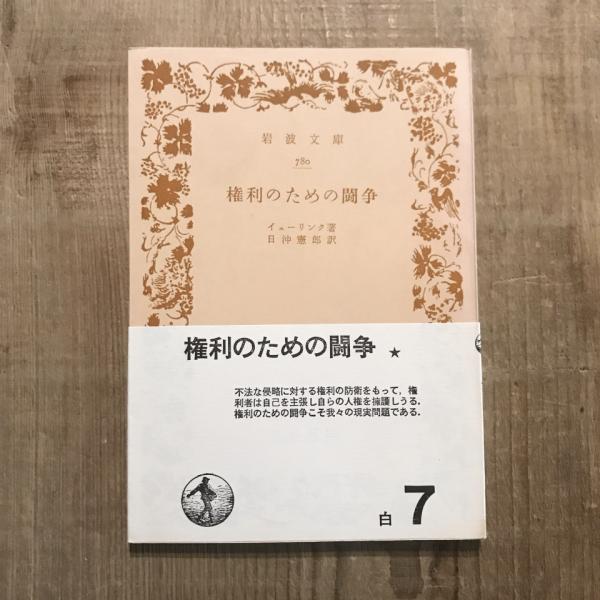 岩波文庫
780
権利のための闘争
イェーリンク著
日沖憲郎訳
権利のための闘争 ★
不法な侵略に対する権利の防衛をもって，権
利者は自己を主張し自らの人権を擁護しうる．
権利のための闘争こそ我々の現実問題である．
白 7